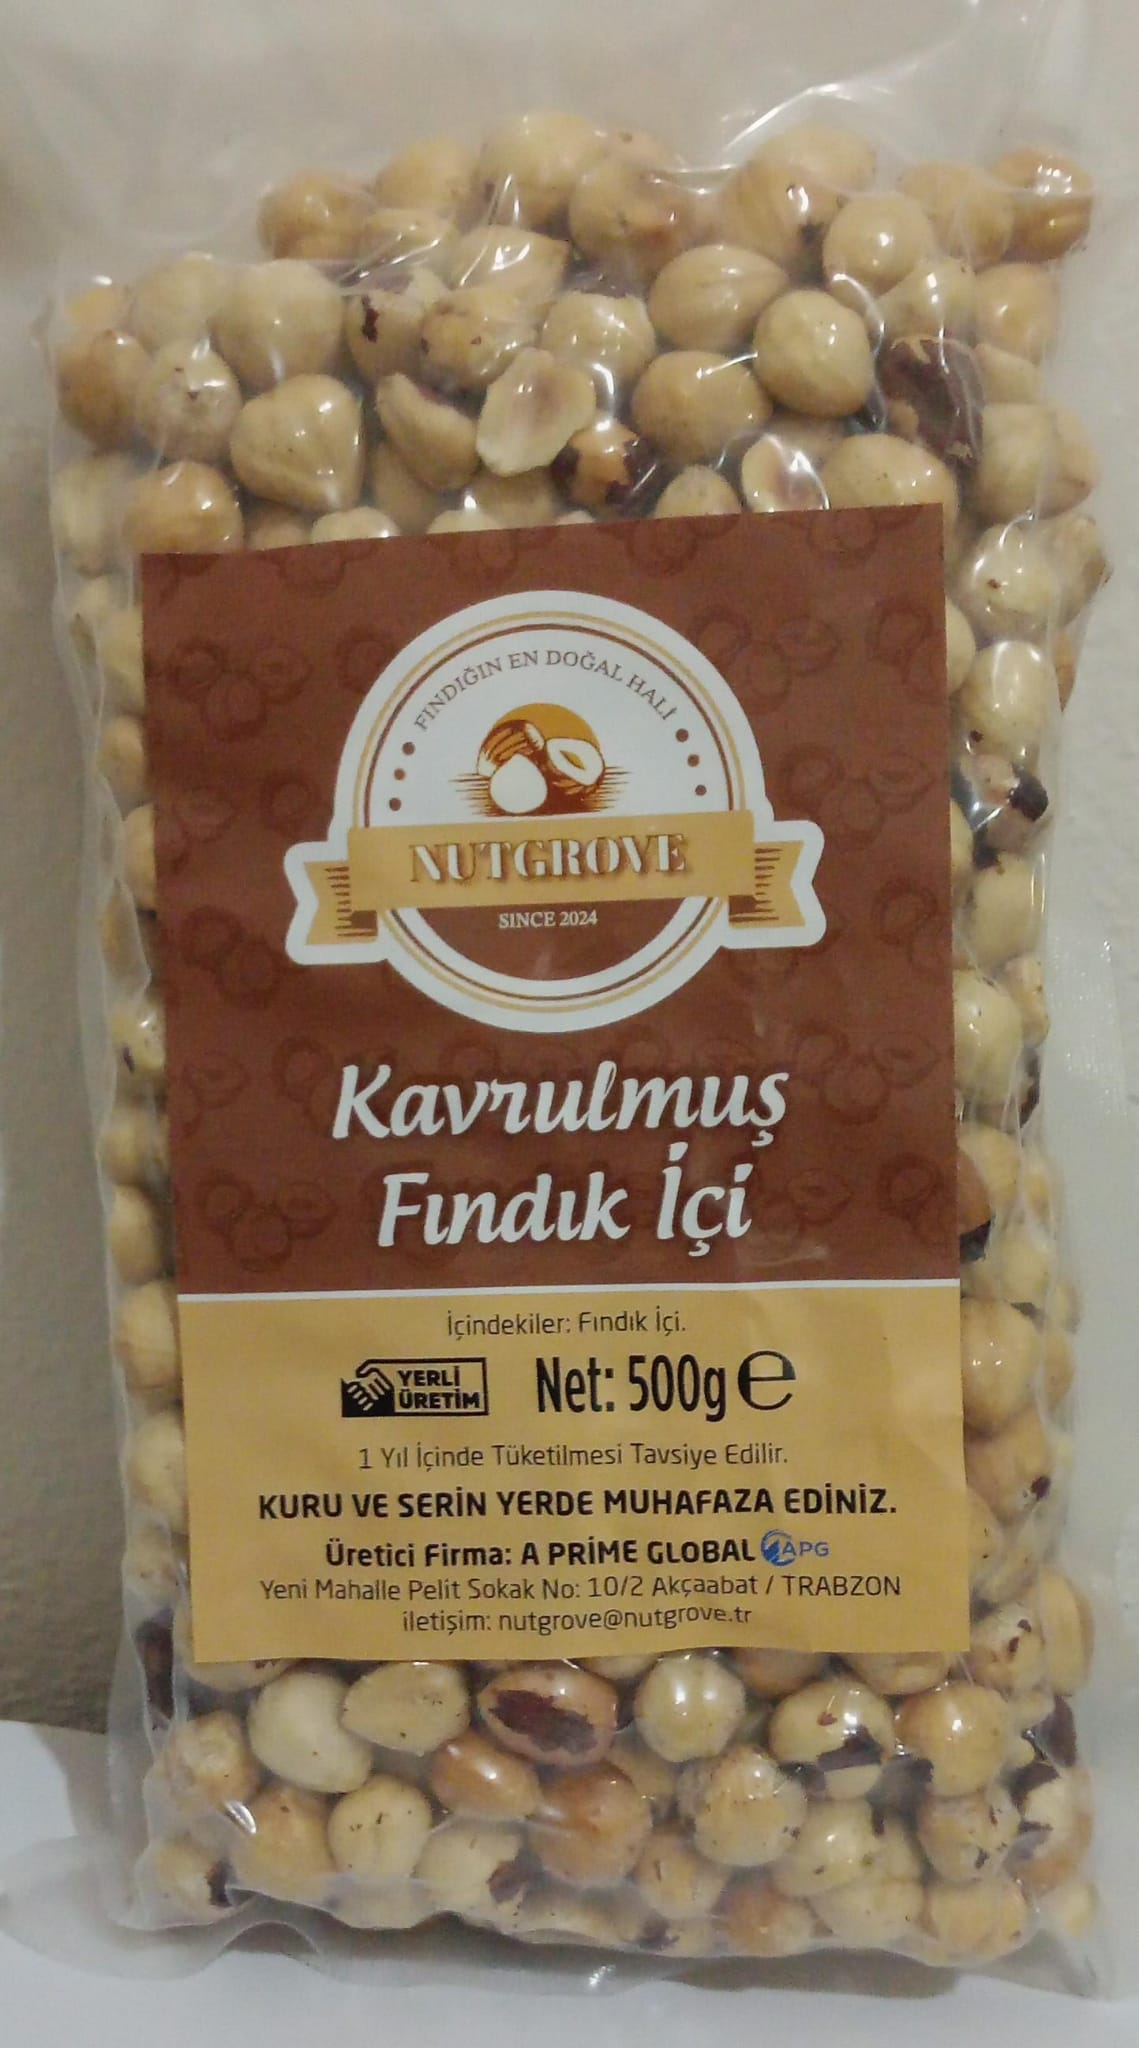 FINDIĞIN EN DOĞAL HALİ
NUTGROVE
SINCE 2024
Kavrulmuş
Fındık İçi
İçindekiler: Fındık İçi.
YERLİ
ÜRETİM
Net: 500g ℮
1 Yıl İçinde Tüketilmesi Tavsiye Edilir.
KURU VE SERİN YERDE MUHAFAZA EDİNİZ.
Üretici Firma: A PRİME GLOBAL APG
Yeni Mahalle Pelit Sokak No: 10/2 Akçaabat / TRABZON
iletişim: nutgrove@nutgrove.tr